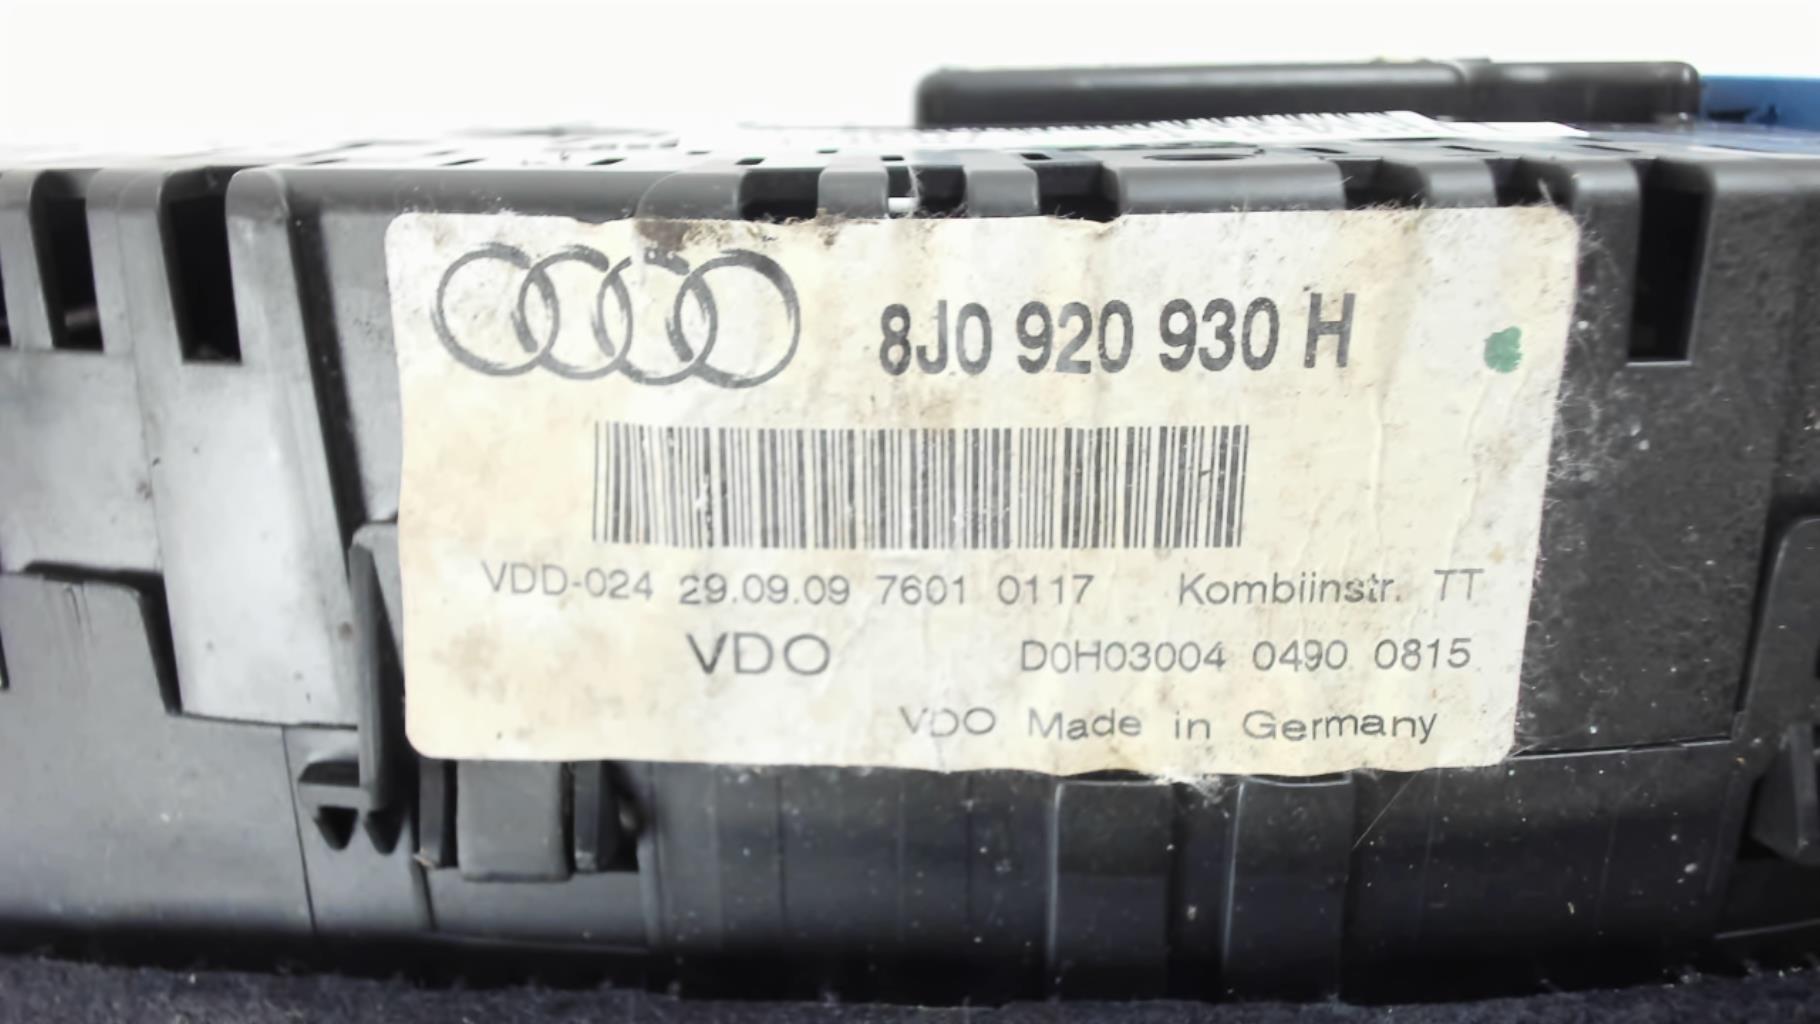 8J0 920 930 H
VDD-024 29.09.09 7601 0117 Kombiinstr. TT
VDO D0H03004 0490 0815
VDO Made in Germany